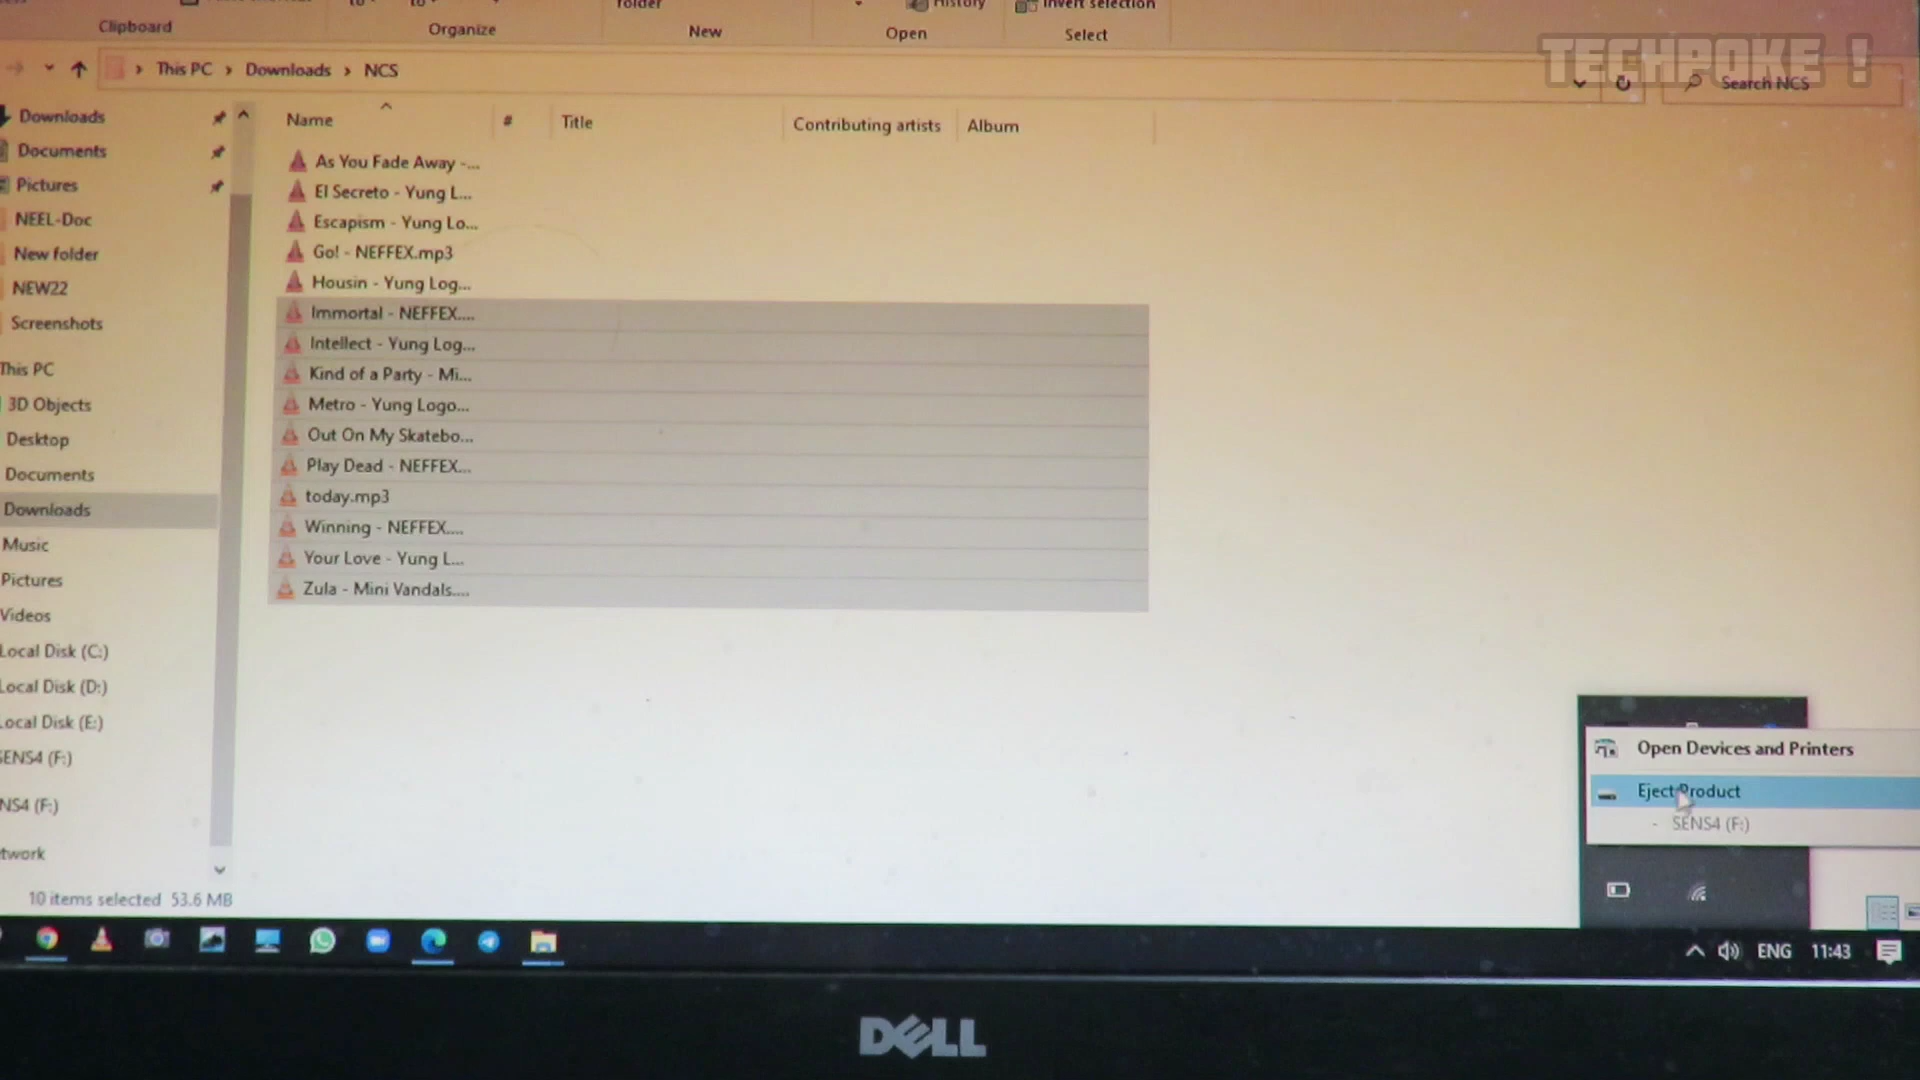 folder
History
Invert selection
Clipboard
Organize
New
Open
Select
TECHPOKE !
This PC > Downloads > NCS
Search NCS
Name
#
Title
Contributing artists
Album
Downloads
Documents
Pictures
NEEL-Doc
New folder
NEW22
Screenshots
This PC
3D Objects
Desktop
Documents
Downloads
Music
Pictures
Videos
Local Disk (C:)
Local Disk (D:)
Local Disk (E:)
SENS4 (F:)
NS4 (F:)
twork
As You Fade Away -...
El Secreto - Yung L...
Escapism - Yung Lo...
Go! - NEFFEX.mp3
Housin - Yung Log...
Immortal - NEFFEX....
Intellect - Yung Log...
Kind of a Party - Mi...
Metro - Yung Logo...
Out On My Skatebo...
Play Dead - NEFFEX...
today.mp3
Winning - NEFFEX....
Your Love - Yung L...
Zula - Mini Vandals....
Open Devices and Printers
Eject Product
- SENS4 (F:)
10 items selected 53.6 MB
ENG 11:43
DELL